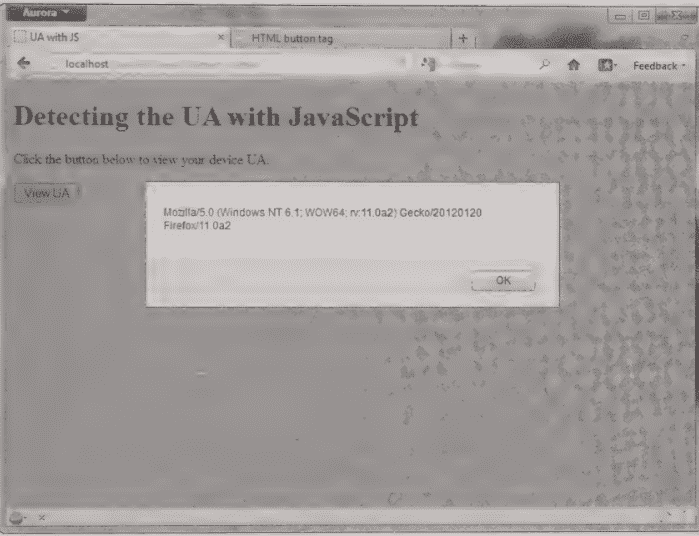 Aurora
UA with JS
HTML button tag
localhost
Feedback
Detecting the UA with JavaScript
Click the button below to view your device UA.
View UA
Mozilla/5.0 (Windows NT 6.1; WOW64; rv:11.0a2) Gecko/20120120
Firefox/11.0a2
OK